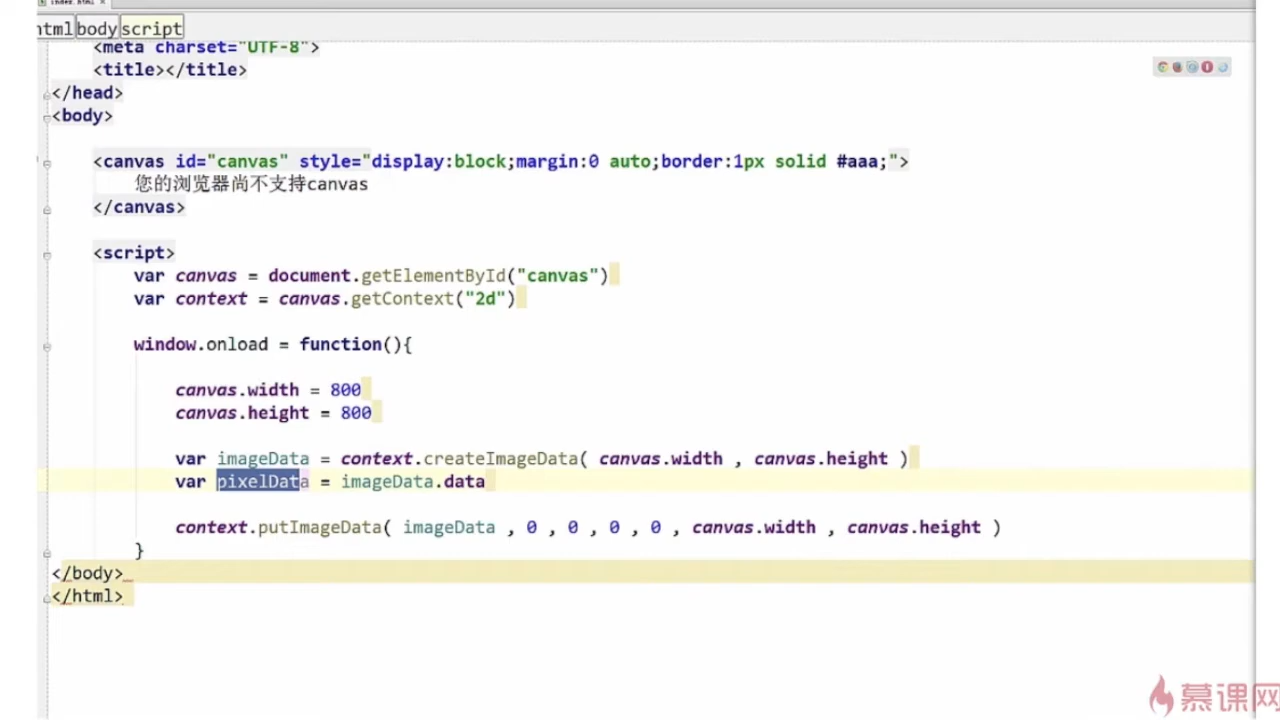 index.html
html body script
<meta charset="UTF-8">
<title></title>
</head>
<body>
<canvas id="canvas" style="display:block;margin:0 auto;border:1px solid #aaa;">
您的浏览器尚不支持canvas
</canvas>
<script>
var canvas = document.getElementById("canvas")
var context = canvas.getContext("2d")
window.onload = function(){
canvas.width = 800
canvas.height = 800
var imageData = context.createImageData( canvas.width , canvas.height )
var pixelData = imageData.data
context.putImageData( imageData , 0 , 0 , 0 , 0 , canvas.width , canvas.height )
}
</body>
</html>
慕课网